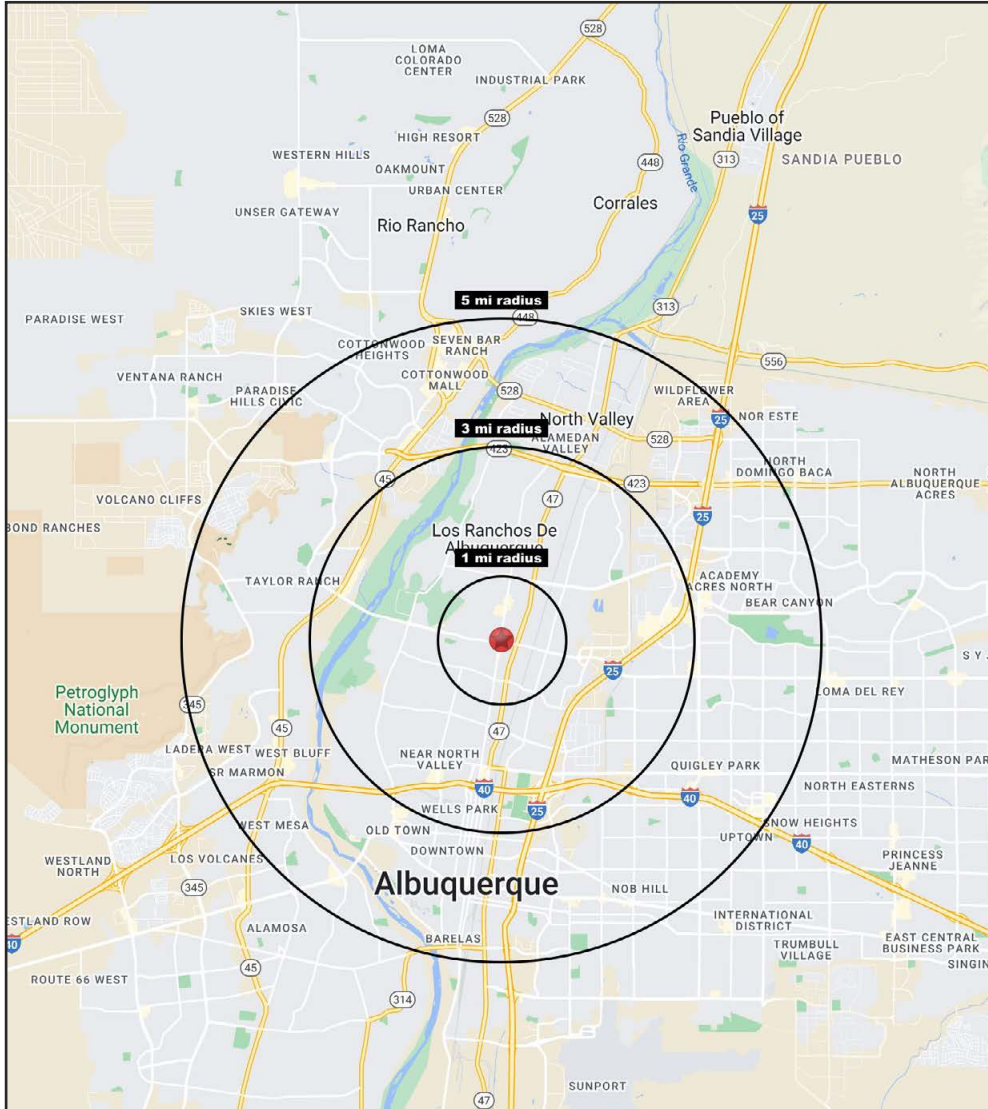 528
LOMA
COLORADO
CENTER
INDUSTRIAL PARK
528
Pueblo of
Sandia Village
HIGH RESORT
313
SANDIA PUEBLO
WESTERN HILLS
448
OAKMOUNT
Rio Grande
URBAN CENTER
Corrales
UNSER GATEWAY
25
Rio Rancho
5 mi radius
313
SKIES WEST
448
PARADISE WEST
SEVEN BAR
RANCH
COTTONWOOD
HEIGHTS
556
COTTONWOOD
MALL
VENTANA RANCH
PARADISE
HILLS CIVIC
528
WILDFLOWER
AREA
North Valley
25
NOR ESTE
3 mi radius
ALAMEDAN
VALLEY
528
423
NORTH
DOMINGO BACA
45
423
NORTH
ALBUQUERQUE
ACRES
VOLCANO CLIFFS
47
BOND RANCHES
25
Los Ranchos De
Albuquerque
1 mi radius
TAYLOR RANCH
ACADEMY
ACRES NORTH
BEAR CANYON
S Y
25
Petroglyph
National
Monument
LOMA DEL REY
345
45
47
LADERA WEST
WEST BLUFF
NEAR NORTH
VALLEY
MATHESON PAR
SR MARMON
QUIGLEY PARK
40
NORTH EASTERNS
40
WELLS PARK
25
WEST MESA
SNOW HEIGHTS
OLD TOWN
UPTOWN
40
DOWNTOWN
WESTLAND
NORTH
LOS VOLCANES
PRINCESS
JEANNE
345
Albuquerque
NOB HILL
ESTLAND ROW
ALAMOSA
INTERNATIONAL
DISTRICT
40
BARELAS
EAST CENTRAL
BUSINESS PARK
TRUMBULL
VILLAGE
45
SINGIN
ROUTE 66 WEST
314
SUNPORT
47